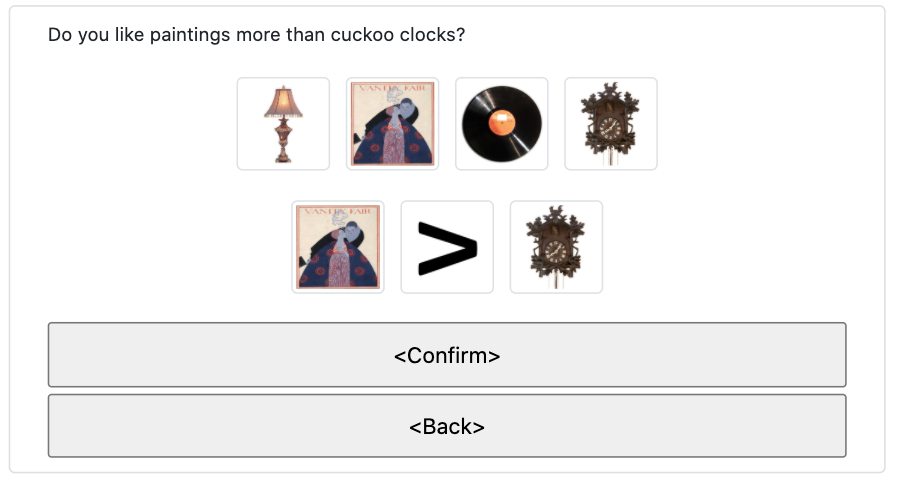 Do you like paintings more than cuckoo clocks?
VANITY FAIR
VANITY FAIR
>
<Confirm>
<Back>